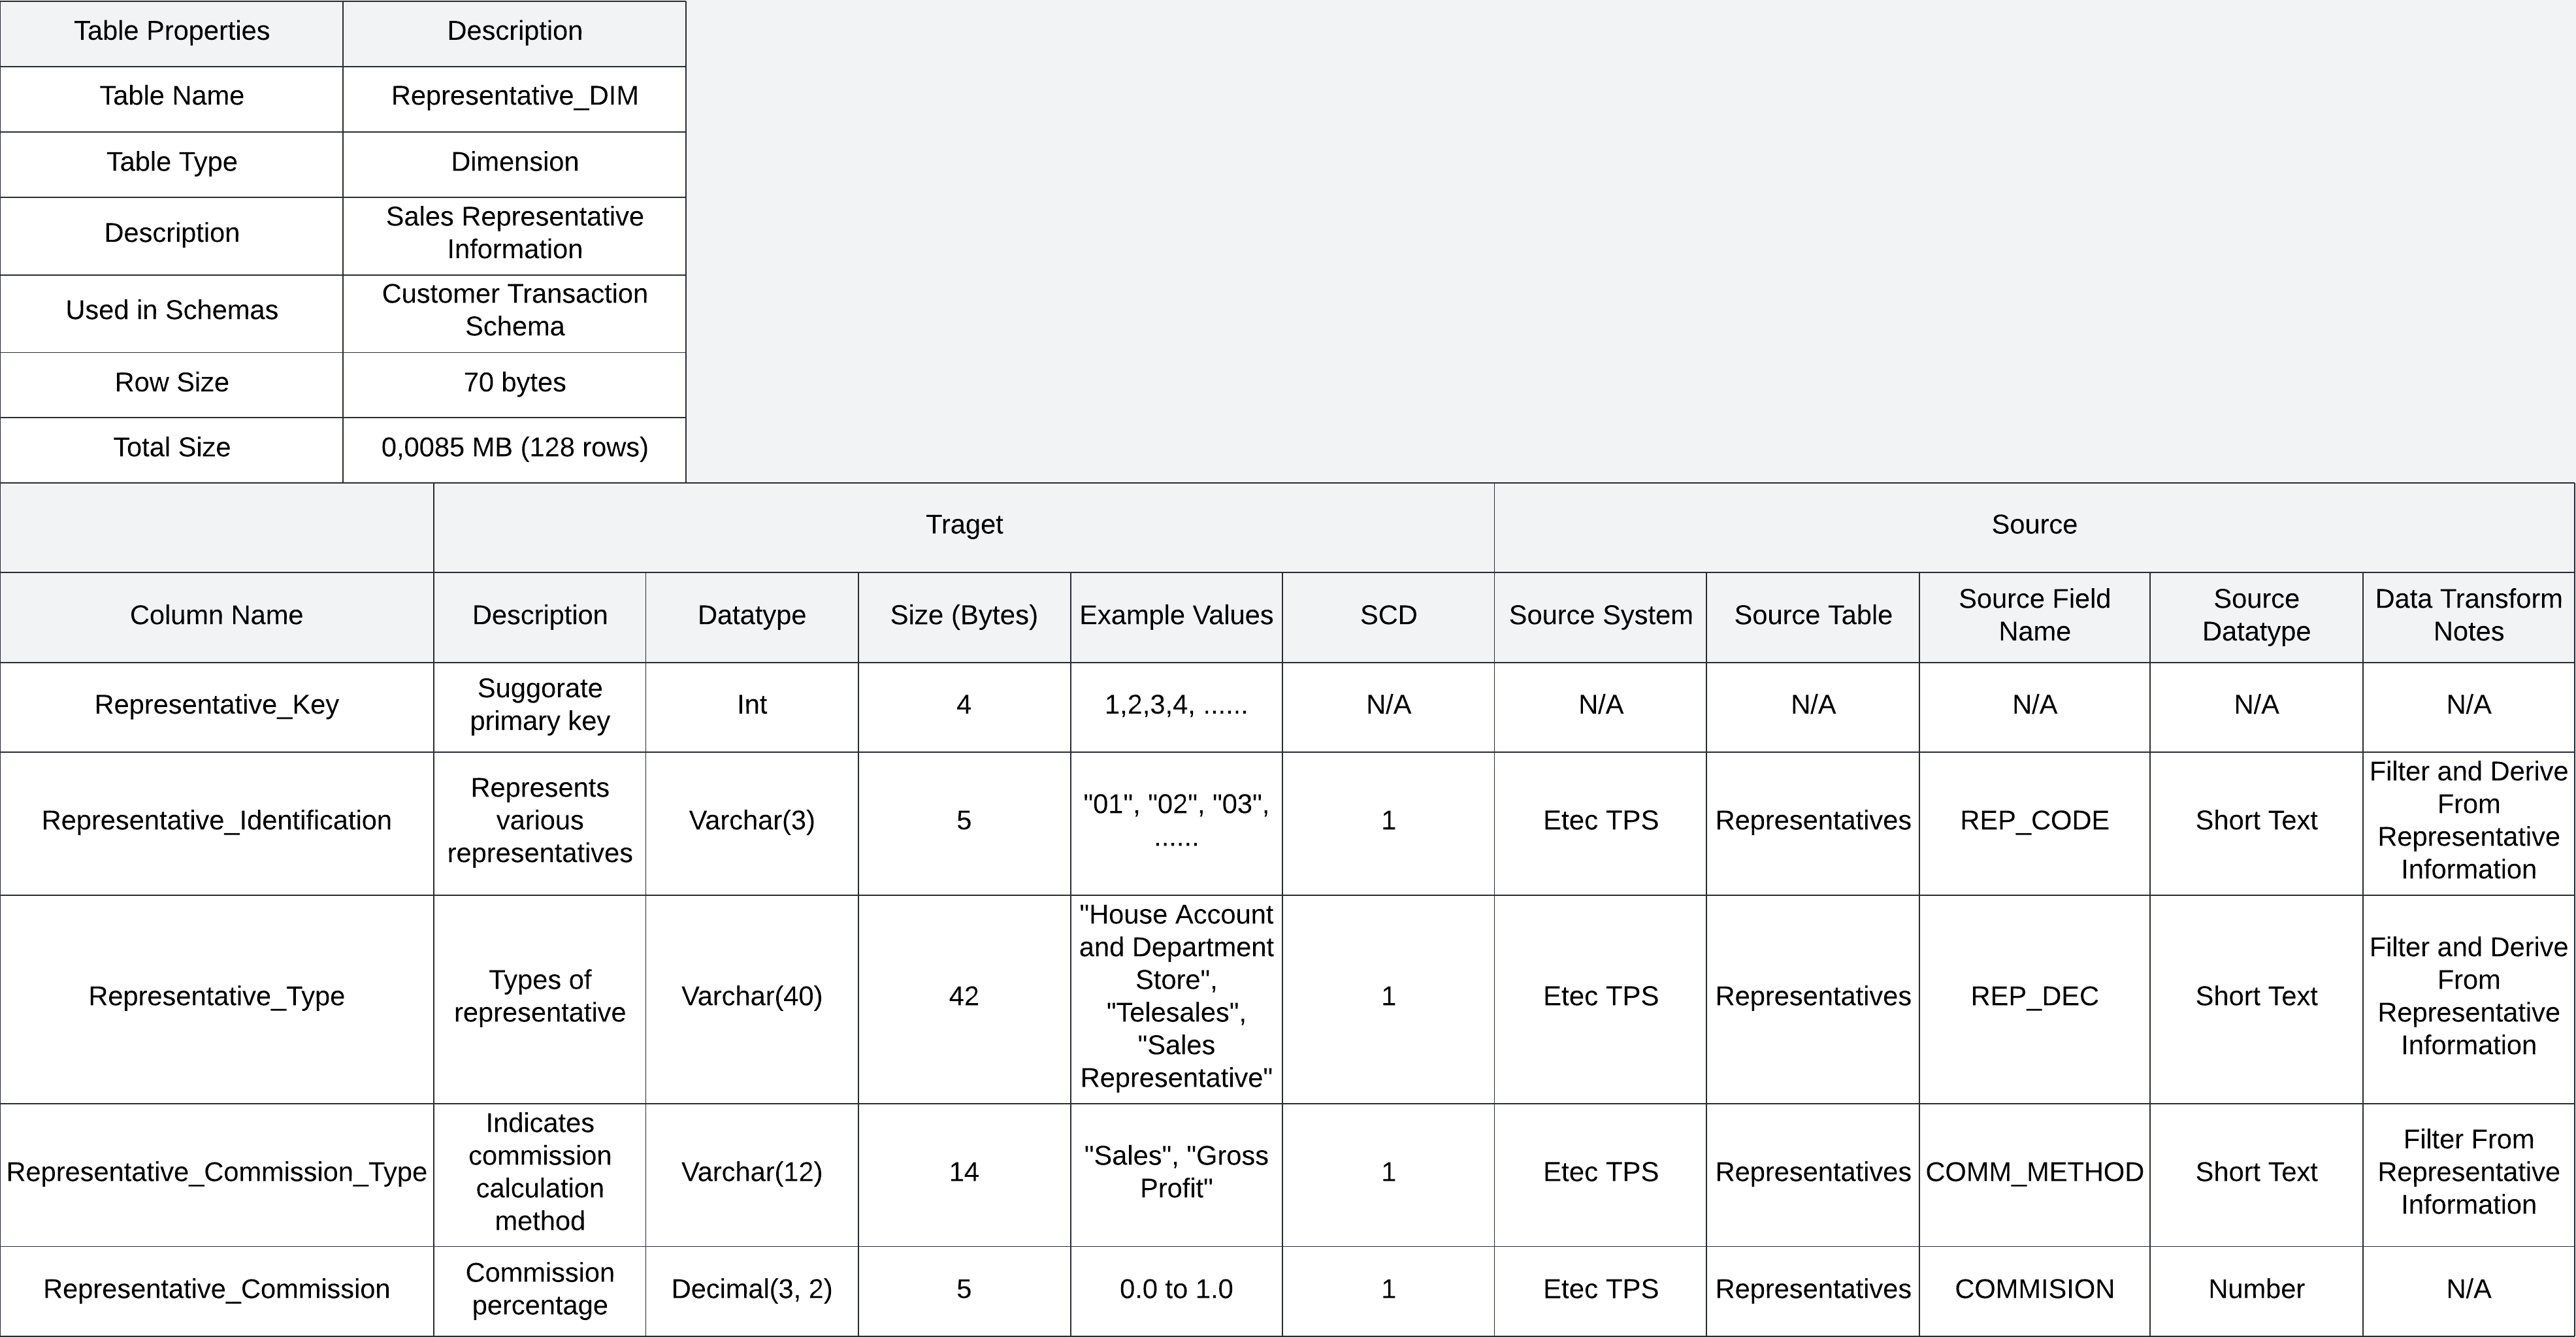 Table Properties
Description
Table Name
Representative_DIM
Table Type
Dimension
Description
Sales Representative
Information
Used in Schemas
Customer Transaction
Schema
Row Size
70 bytes
Total Size
0,0085 MB (128 rows)
Traget
Source
Column Name
Description
Datatype
Size (Bytes)
Example Values
SCD
Source System
Source Table
Source Field
Name
Source
Datatype
Data Transform
Notes
Representative_Key
Suggorate
primary key
Int
4
1,2,3,4, ......
N/A
N/A
N/A
N/A
N/A
N/A
Representative_Identification
Represents
various
representatives
Varchar(3)
5
"01", "02", "03",
......
1
Etec TPS
Representatives
REP_CODE
Short Text
Filter and Derive
From
Representative
Information
Representative_Type
Types of
representative
Varchar(40)
42
"House Account
and Department
Store",
"Telesales",
"Sales
Representative"
1
Etec TPS
Representatives
REP_DEC
Short Text
Filter and Derive
From
Representative
Information
Representative_Commission_Type
Indicates
commission
calculation
method
Varchar(12)
14
"Sales", "Gross
Profit"
1
Etec TPS
Representatives
COMM_METHOD
Short Text
Filter From
Representative
Information
Representative_Commission
Commission
percentage
Decimal(3, 2)
5
0.0 to 1.0
1
Etec TPS
Representatives
COMMISION
Number
N/A